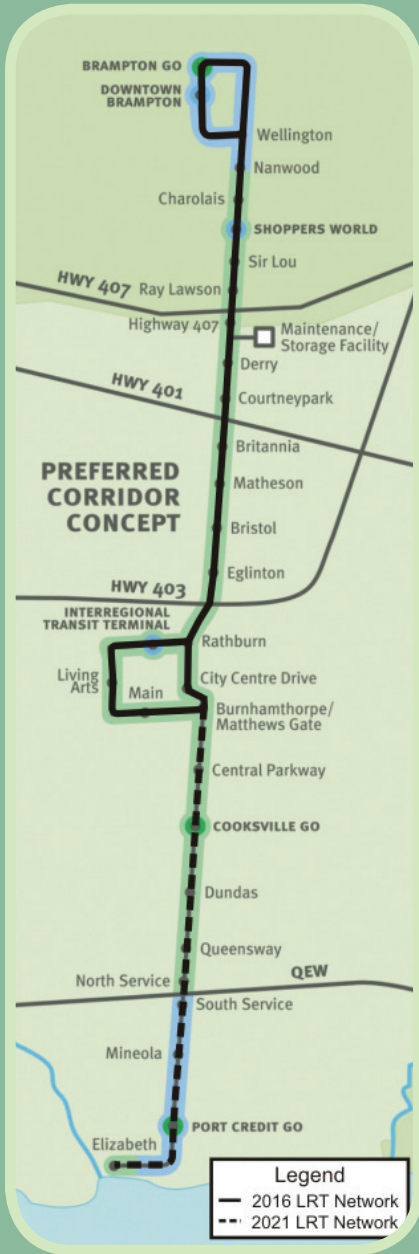 BRAMPTON GO
DOWNTOWN
BRAMPTON
Wellington
Nanwood
Charolais
SHOPPERS WORLD
Sir Lou
HWY 407
Ray Lawson
Highway 407
Maintenance/
Storage Facility
Derry
HWY 401
Courtneypark
Britannia
PREFERRED
CORRIDOR
CONCEPT
Matheson
Bristol
Eglinton
HWY 403
INTERREGIONAL
TRANSIT TERMINAL
Rathburn
Living
Arts
Main
City Centre Drive
Burnhamthorpe/
Matthews Gate
Central Parkway
COOKSVILLE GO
Dundas
Queensway
QEW
North Service
South Service
Mineola
PORT CREDIT GO
Elizabeth
Legend
2016 LRT Network
2021 LRT Network